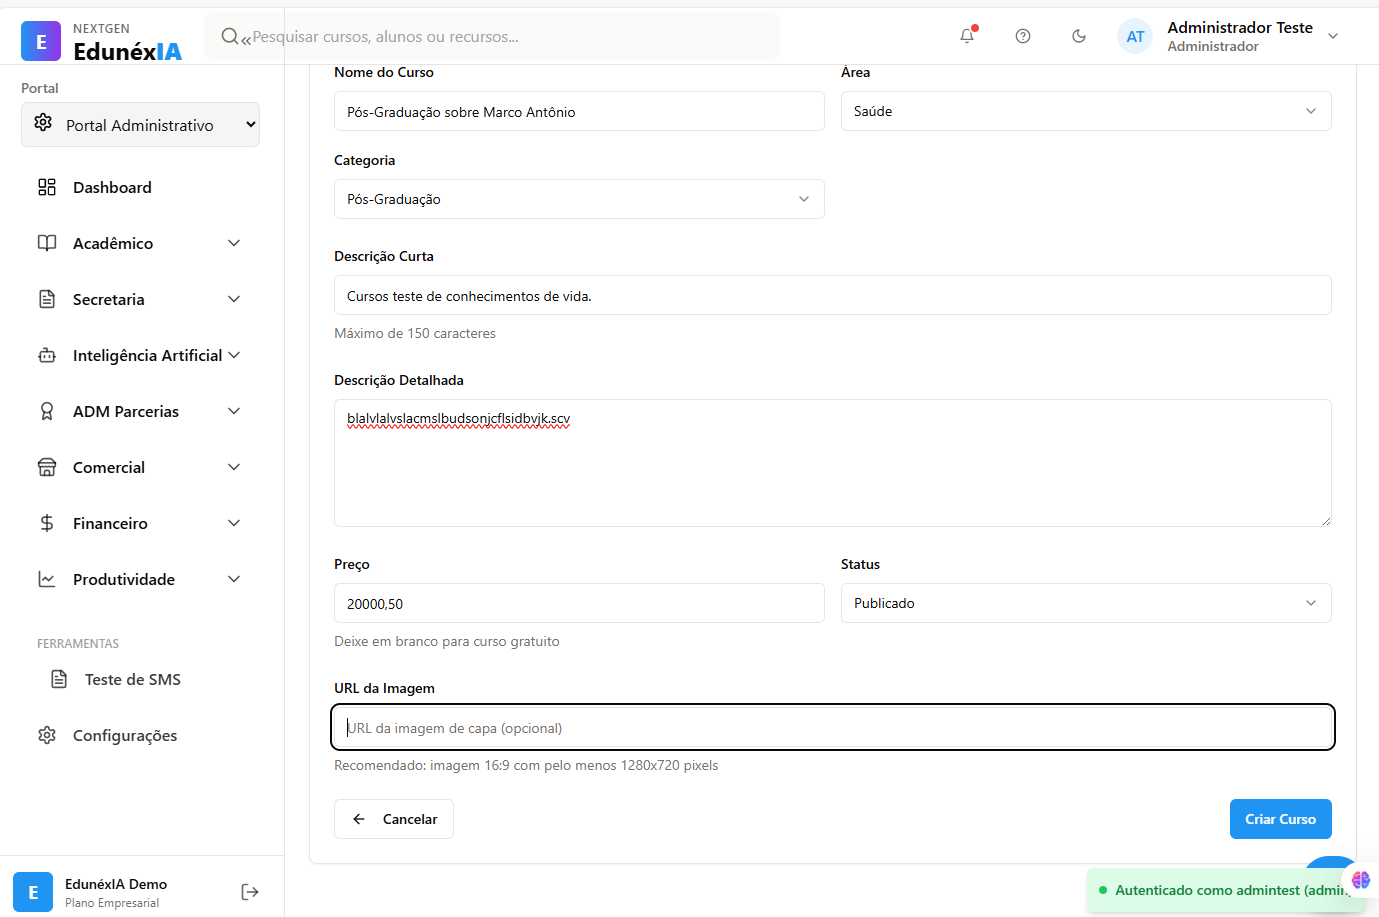 E
NEXTGEN
EdunéxIA
«
Pesquisar cursos, alunos ou recursos...
AT
Administrador Teste
Administrador
Portal
Portal Administrativo
Dashboard
Acadêmico
Secretaria
Inteligência Artificial
ADM Parcerias
Comercial
Financeiro
Produtividade
FERRAMENTAS
Teste de SMS
Configurações
E
EdunéxIA Demo
Plano Empresarial
Nome do Curso
Pós-Graduação sobre Marco Antônio
Área
Saúde
Categoria
Pós-Graduação
Descrição Curta
Cursos teste de conhecimentos de vida.
Máximo de 150 caracteres
Descrição Detalhada
blalvlalvslacmslbudsonjcflsidbvjk.scv
Preço
20000,50
Deixe em branco para curso gratuito
Status
Publicado
URL da Imagem
URL da imagem de capa (opcional)
Recomendado: imagem 16:9 com pelo menos 1280x720 pixels
Cancelar
Criar Curso
Autenticado como admintest (admin